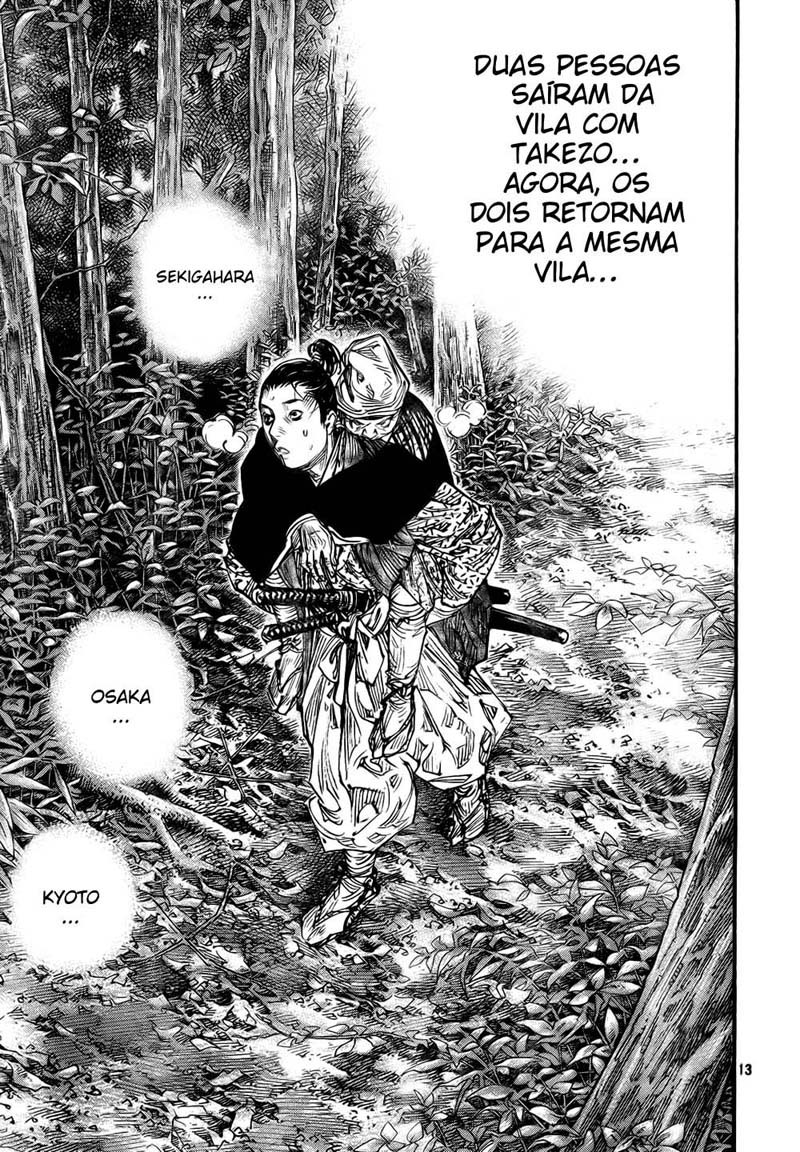 DUAS PESSOAS
SAÍRAM DA
VILA COM
TAKEZO...
AGORA, OS
DOIS RETORNAM
PARA A MESMA
VILA...
SEKIGAHARA
...
OSAKA
...
KYOTO
...
13